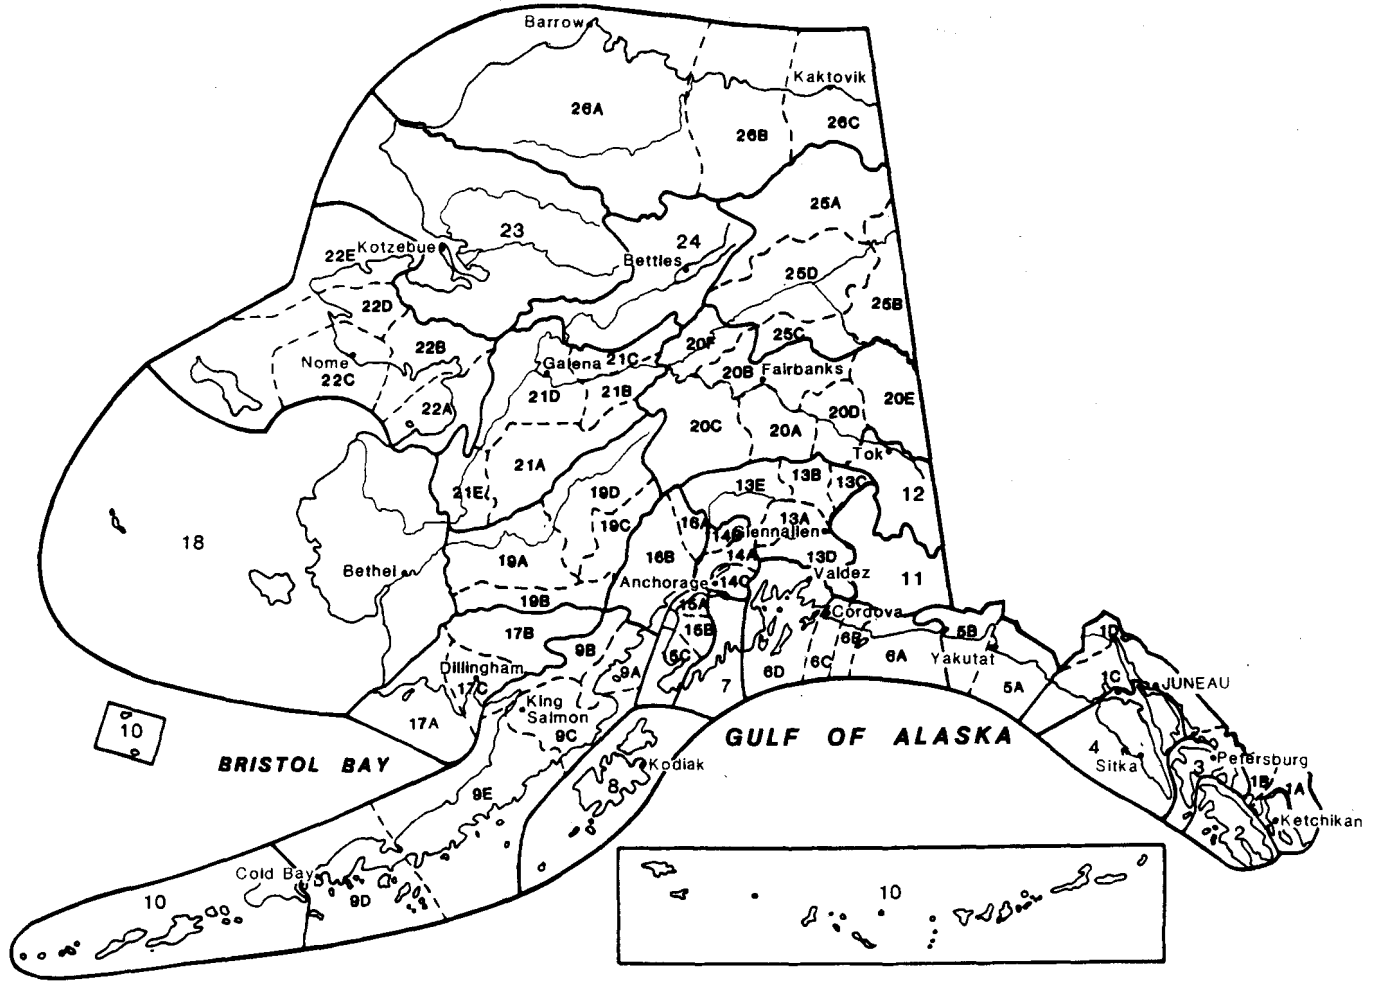 Barrow
Kaktovik
26A
26B
26C
25A
23
24
22E
Kotzebue
Bettles
25D
25B
22D
25C
20F
22B
Galena
21C
Nome
22C
20B
Fairbanks
21D
21B
20E
22A
20D
20C
20A
Tok
21A
13E
13B
13C
21E
19D
12
19C
16A
13A
14B
Glennallen
18
19A
16B
14A
13D
Bethel
Anchorage
14C
Valdez
11
19B
15A
Cordova
17B
15B
6B
5B
1D
9B
15C
6A
Yakutat
Dillingham
9A
6D
6C
17C
7
5A
1C
JUNEAU
King
Salmon
17A
9C
10
BRISTOL BAY
GULF OF ALASKA
4
Sitka
3
Petersburg
Kodiak
8
1B
1A
9E
Ketchikan
2
Cold Bay
9D
10
10